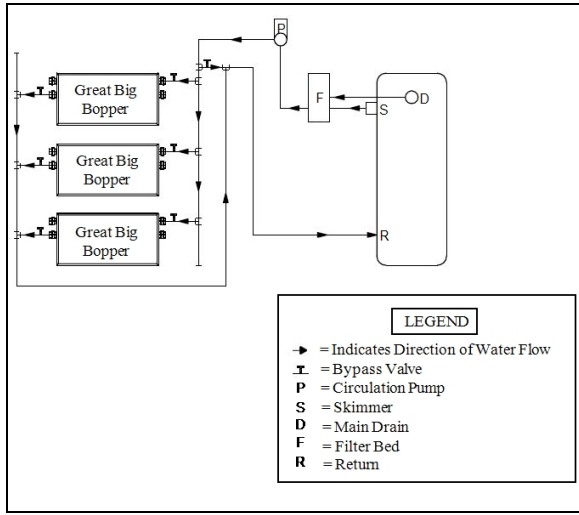 P
T
T
Great Big
Bopper
T
F
D
S
T
Great Big
Bopper
T
T
Great Big
Bopper
T
R
LEGEND
= Indicates Direction of Water Flow
T = Bypass Valve
P = Circulation Pump
S = Skimmer
D = Main Drain
F = Filter Bed
R = Return